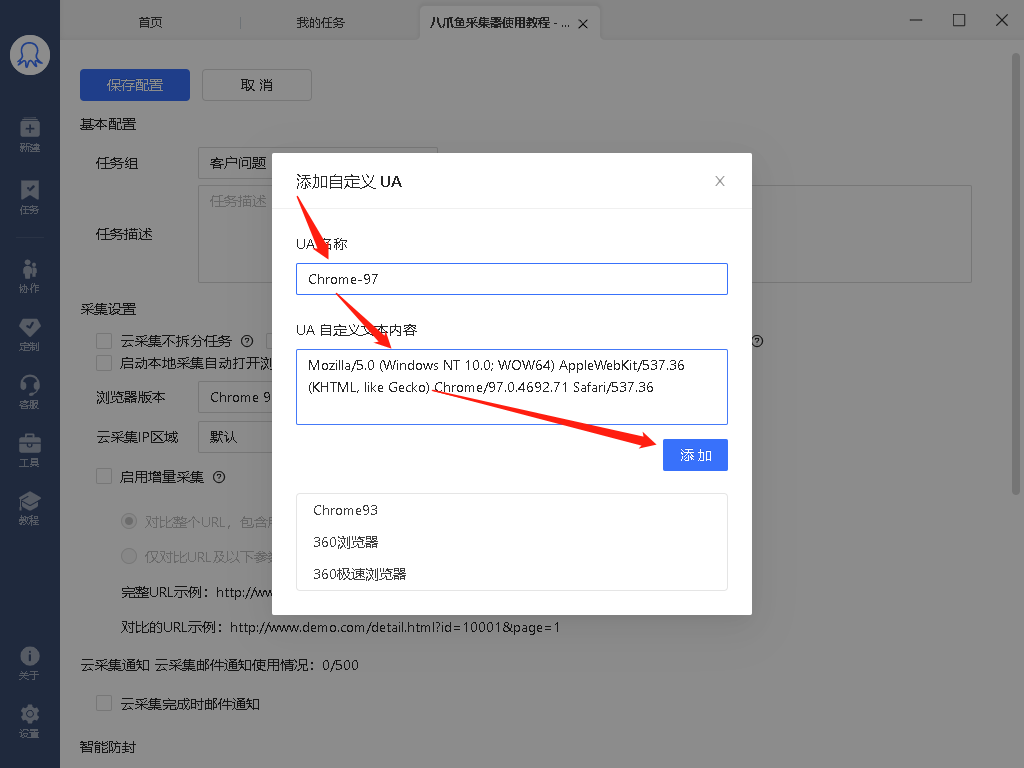 首页
我的任务
八爪鱼采集器使用教程 - ...
保存配置
取 消
基本配置
任务组
客户问题
任务描述
任务描述
采集设置
云采集不拆分任务
启动本地采集自动打开浏
浏览器版本
Chrome 9
云采集IP区域
默认
启用增量采集
对比整个URL，包含所
仅对比URL及以下参数
完整URL示例：http://ww
对比的URL示例：http://www.demo.com/detail.html?id=10001&page=1
云采集通知 云采集邮件通知使用情况：0/500
云采集完成时邮件通知
智能防封
新建
任务
协作
定制
客服
工具
教程
关于
设置
添加自定义 UA
UA 名称
Chrome-97
UA 自定义文本内容
Mozilla/5.0 (Windows NT 10.0; WOW64) AppleWebKit/537.36
(KHTML, like Gecko) Chrome/97.0.4692.71 Safari/537.36
添 加
Chrome93
360浏览器
360极速浏览器